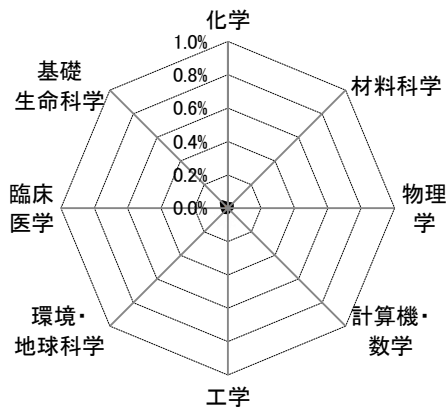 化学
1.0%
0.8%
0.6%
0.4%
0.2%
0.0%
材料科学
物理
学
計算機・
数学
工学
環境・
地球科学
臨床
医学
基礎
生命科学